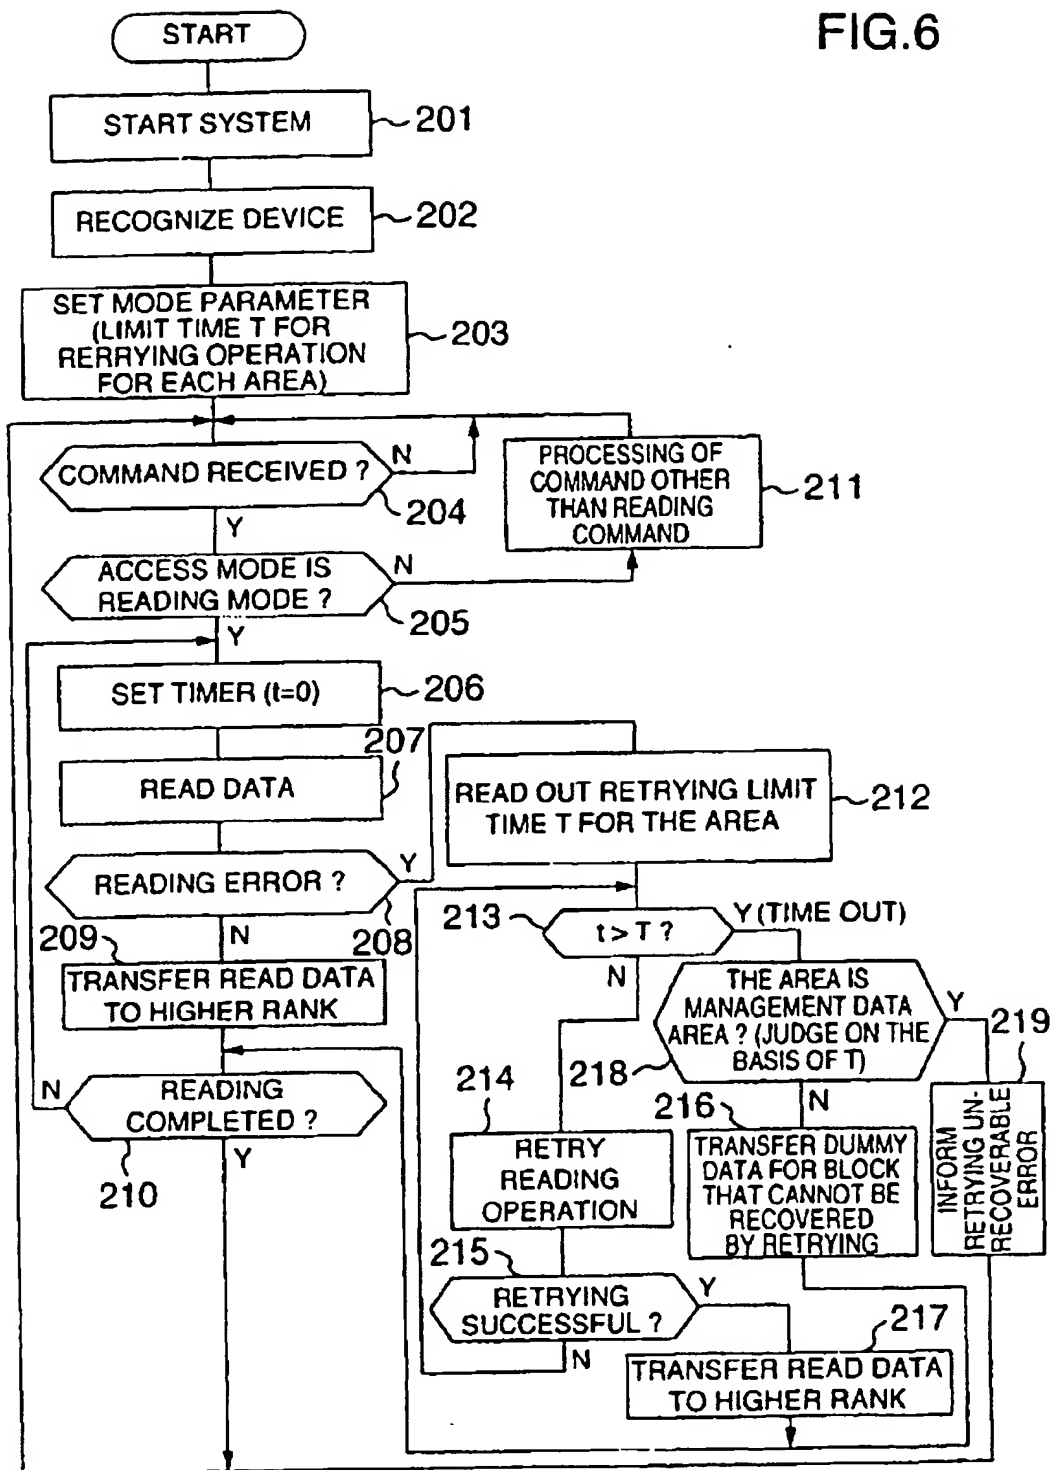 FIG.6
START
START SYSTEM
201
RECOGNIZE DEVICE
202
SET MODE PARAMETER
(LIMIT TIME T FOR
RERRYING OPERATION
FOR EACH AREA)
203
COMMAND RECEIVED ?
N
204
Y
PROCESSING OF
COMMAND OTHER
THAN READING
COMMAND
211
ACCESS MODE IS
READING MODE ?
N
205
Y
SET TIMER (t=0)
206
207
READ DATA
READING ERROR ?
Y
208
N
209
TRANSFER READ DATA
TO HIGHER RANK
N
READING
COMPLETED ?
210
Y
READ OUT RETRYING LIMIT
TIME T FOR THE AREA
212
213
t > T ?
Y (TIME OUT)
N
THE AREA IS
MANAGEMENT DATA
AREA ? (JUDGE ON THE
BASIS OF T)
Y
218
N
219
INFORM
RETRYING UN-
RECOVERABLE
ERROR
214
RETRY
READING
OPERATION
216
TRANSFER DUMMY
DATA FOR BLOCK
THAT CANNOT BE
RECOVERED
BY RETRYING
215
RETRYING
SUCCESSFUL ?
Y
N
217
TRANSFER READ DATA
TO HIGHER RANK